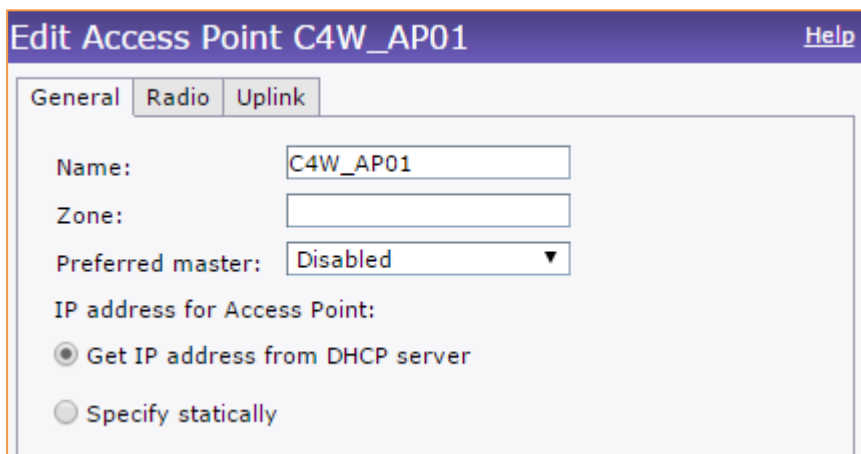 Edit Access Point C4W_AP01 Help
General Radio Uplink
Name: C4W_AP01
Zone:
Preferred master: Disabled
IP address for Access Point:
Get IP address from DHCP server
Specify statically